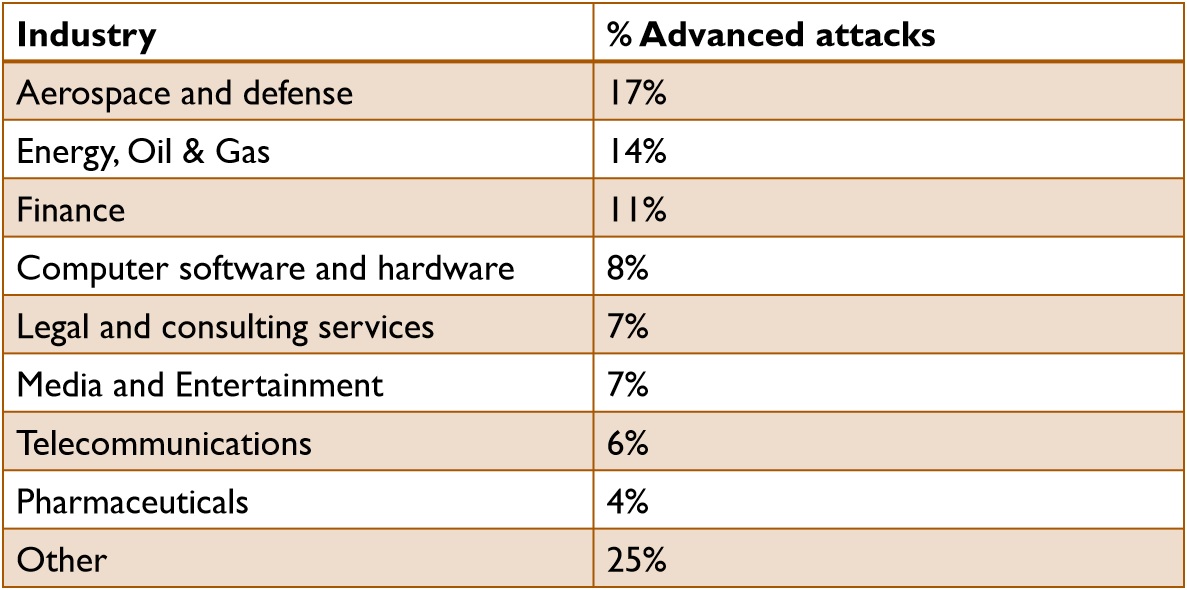 Industry % Advanced attacks
Aerospace and defense 17%
Energy, Oil & Gas 14%
Finance 11%
Computer software and hardware 8%
Legal and consulting services 7%
Media and Entertainment 7%
Telecommunications 6%
Pharmaceuticals 4%
Other 25%